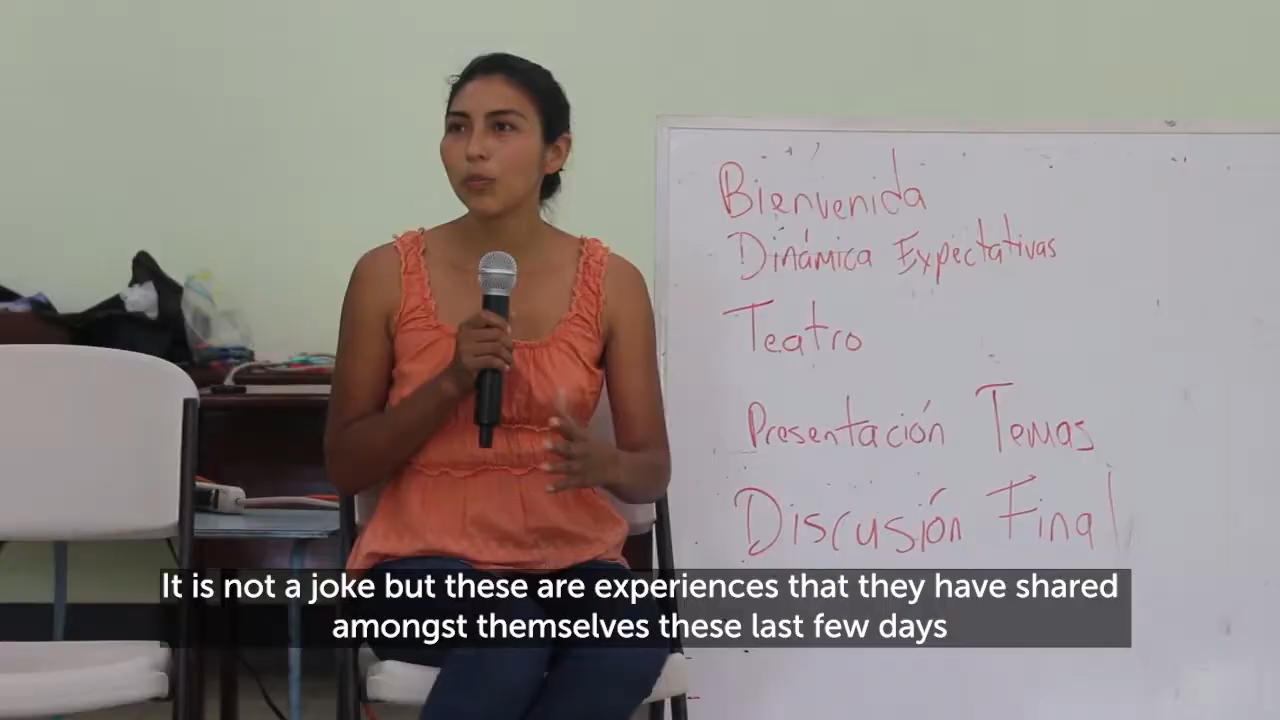 Bienvenida
Dinámica Expectativas
Teatro
Presentación Temas
Discusión Final
It is not a joke but these are experiences that they have shared
amongst themselves these last few days